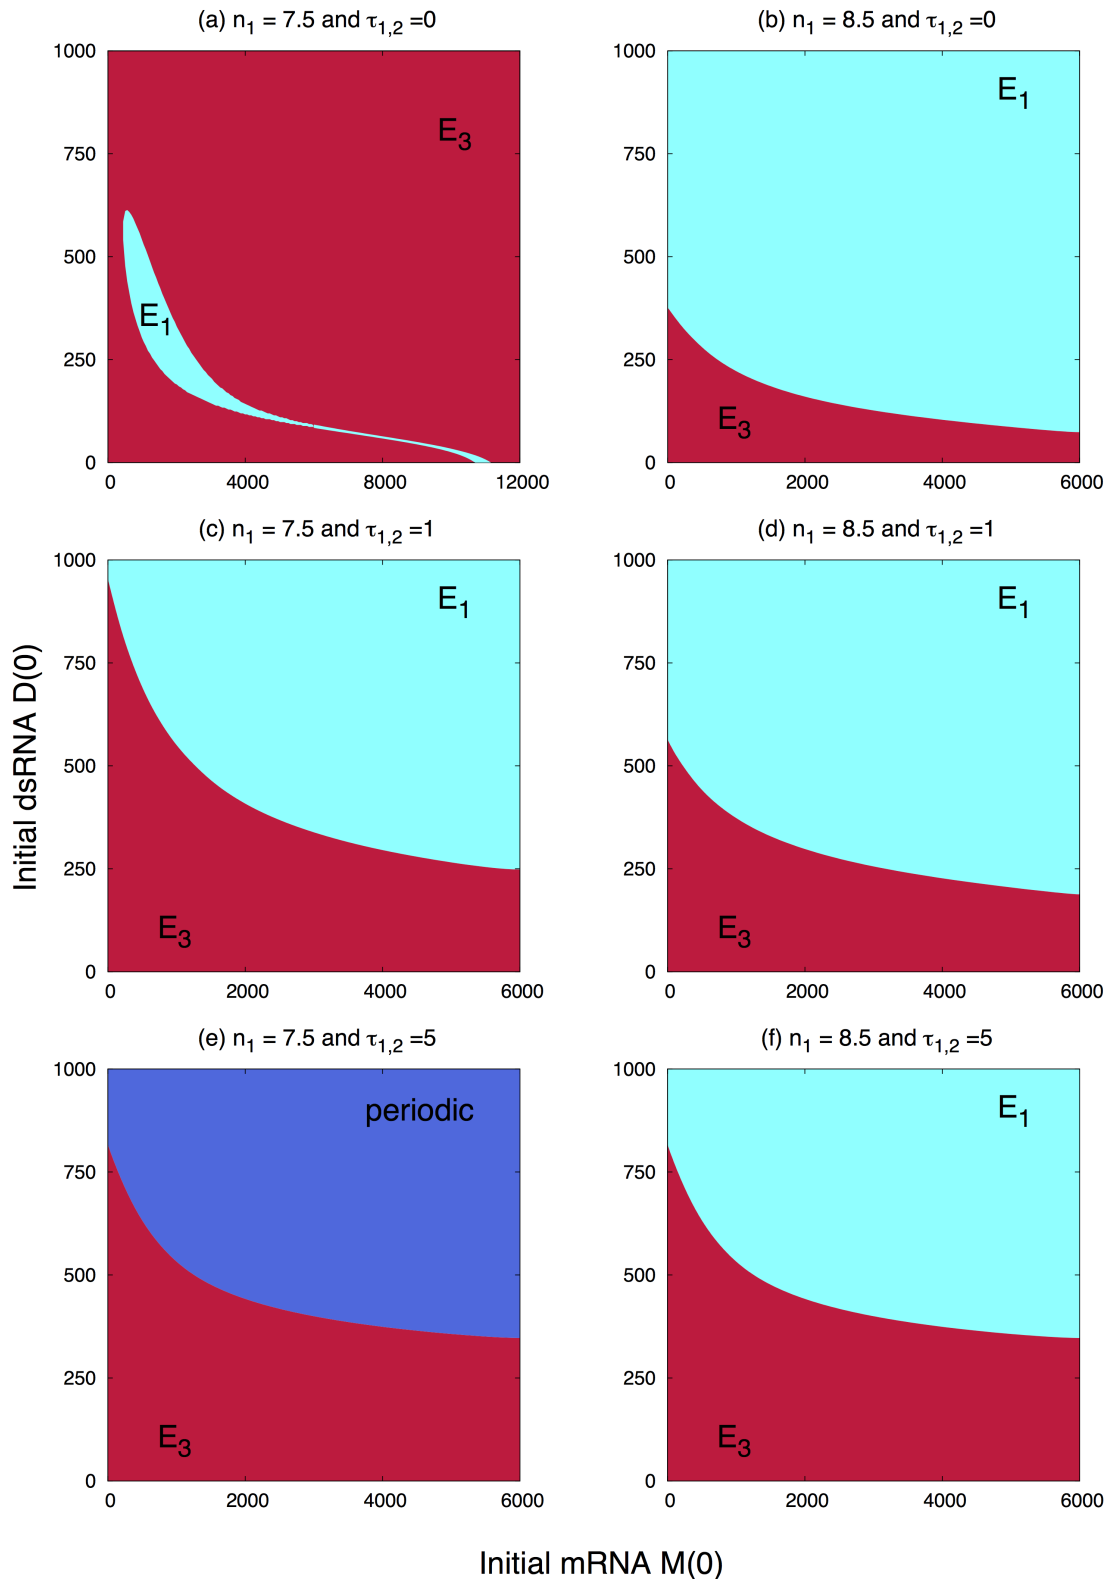 (a) n₁ = 7.5 and τ₁,₂ =0
1000
750
500
250
0
0
4000
8000
12000
E₃
E₁
(b) n₁ = 8.5 and τ₁,₂ =0
1000
750
500
250
0
0
2000
4000
6000
E₁
E₃
(c) n₁ = 7.5 and τ₁,₂ =1
1000
750
500
250
0
0
2000
4000
6000
E₁
E₃
(d) n₁ = 8.5 and τ₁,₂ =1
1000
750
500
250
0
0
2000
4000
6000
E₁
E₃
(e) n₁ = 7.5 and τ₁,₂ =5
1000
750
500
250
0
0
2000
4000
6000
periodic
E₃
(f) n₁ = 8.5 and τ₁,₂ =5
1000
750
500
250
0
0
2000
4000
6000
E₁
E₃
Initial dsRNA D(0)
Initial mRNA M(0)